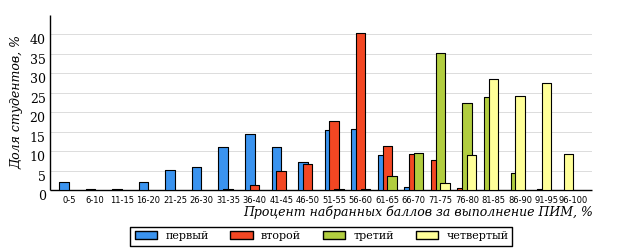 Доля студентов, %
40
35
30
25
20
15
10
5
0
0-5 6-10 11-15 16-20 21-25 26-30 31-35 36-40 41-45 46-50 51-55 56-60 61-65 66-70 71-75 76-80 81-85 86-90 91-95 96-100
Процент набранных баллов за выполнение ПИМ, %
первый второй третий четвертый